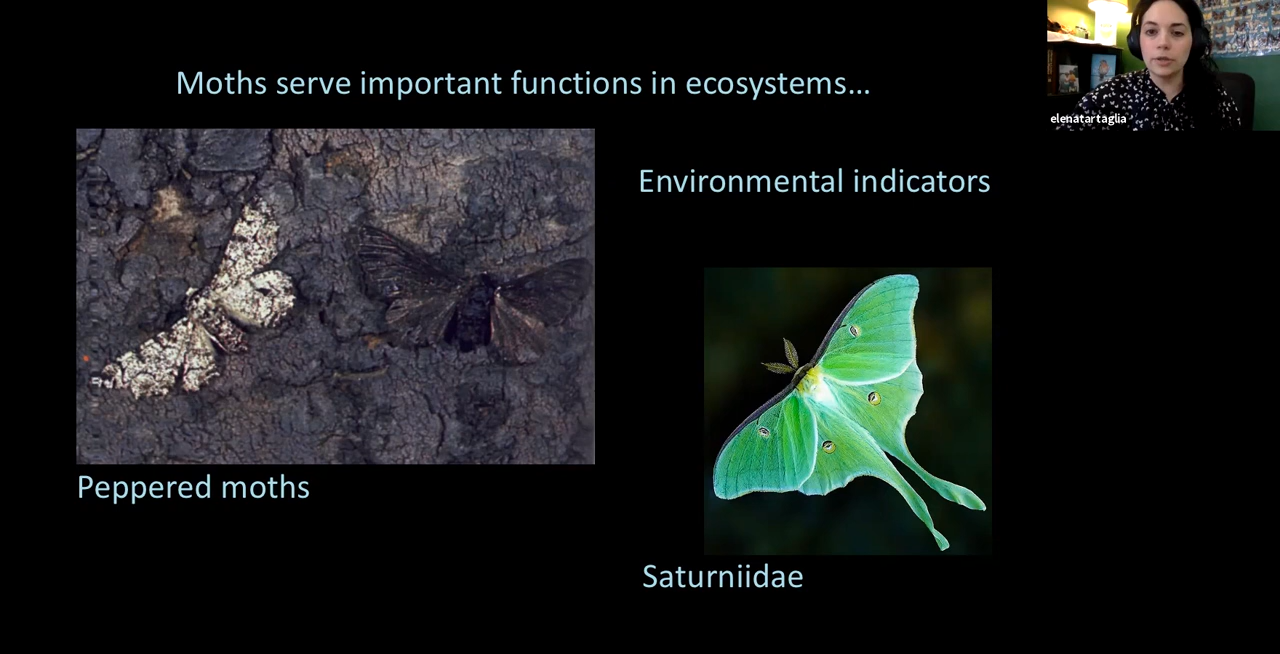 Moths serve important functions in ecosystems…
elenatartaglia
Environmental indicators
Peppered moths
Saturniidae